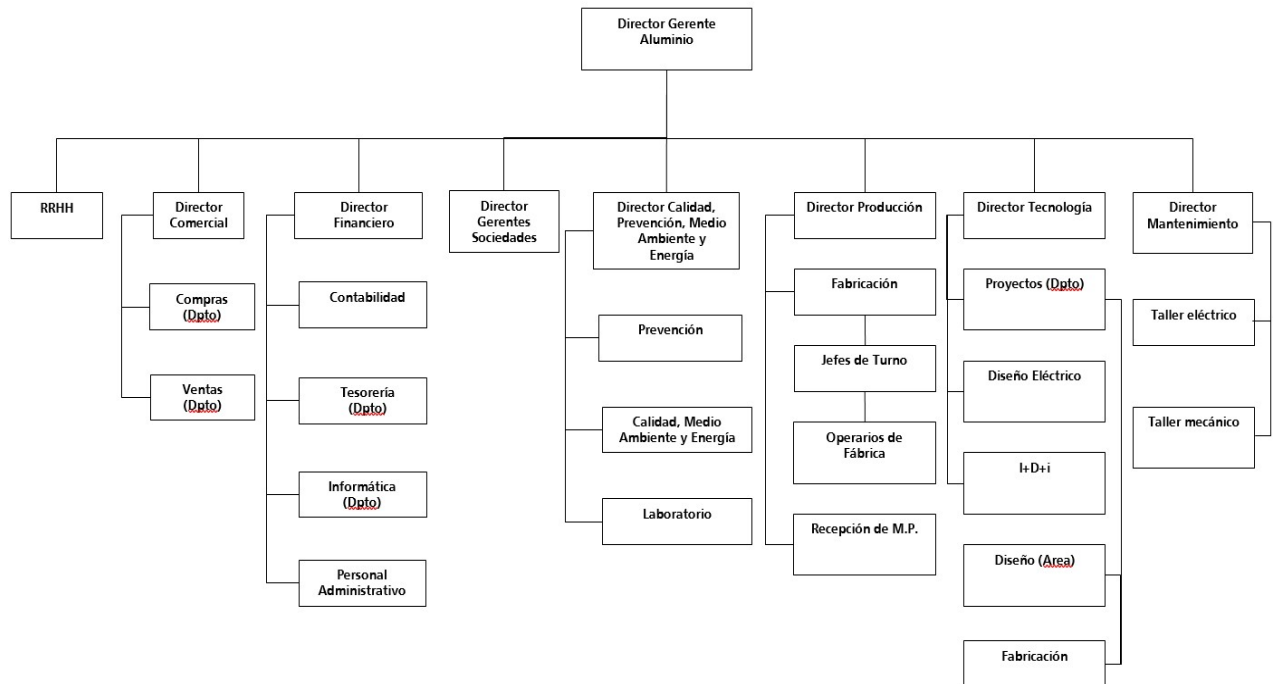 Director Gerente
Aluminio
RRHH
Director
Comercial
Compras
(Dpto)
Ventas
(Dpto)
Director
Financiero
Contabilidad
Tesorería
(Dpto)
Informática
(Dpto)
Personal
Administrativo
Director
Gerentes
Sociedades
Director Calidad,
Prevención, Medio
Ambiente y
Energía
Prevención
Calidad, Medio
Ambiente y Energía
Laboratorio
Director Producción
Fabricación
Jefes de Turno
Operarios de
Fábrica
Recepción de M.P.
Director Tecnología
Proyectos (Dpto)
Diseño Eléctrico
I+D+i
Diseño (Area)
Fabricación
Director
Mantenimiento
Taller eléctrico
Taller mecánico